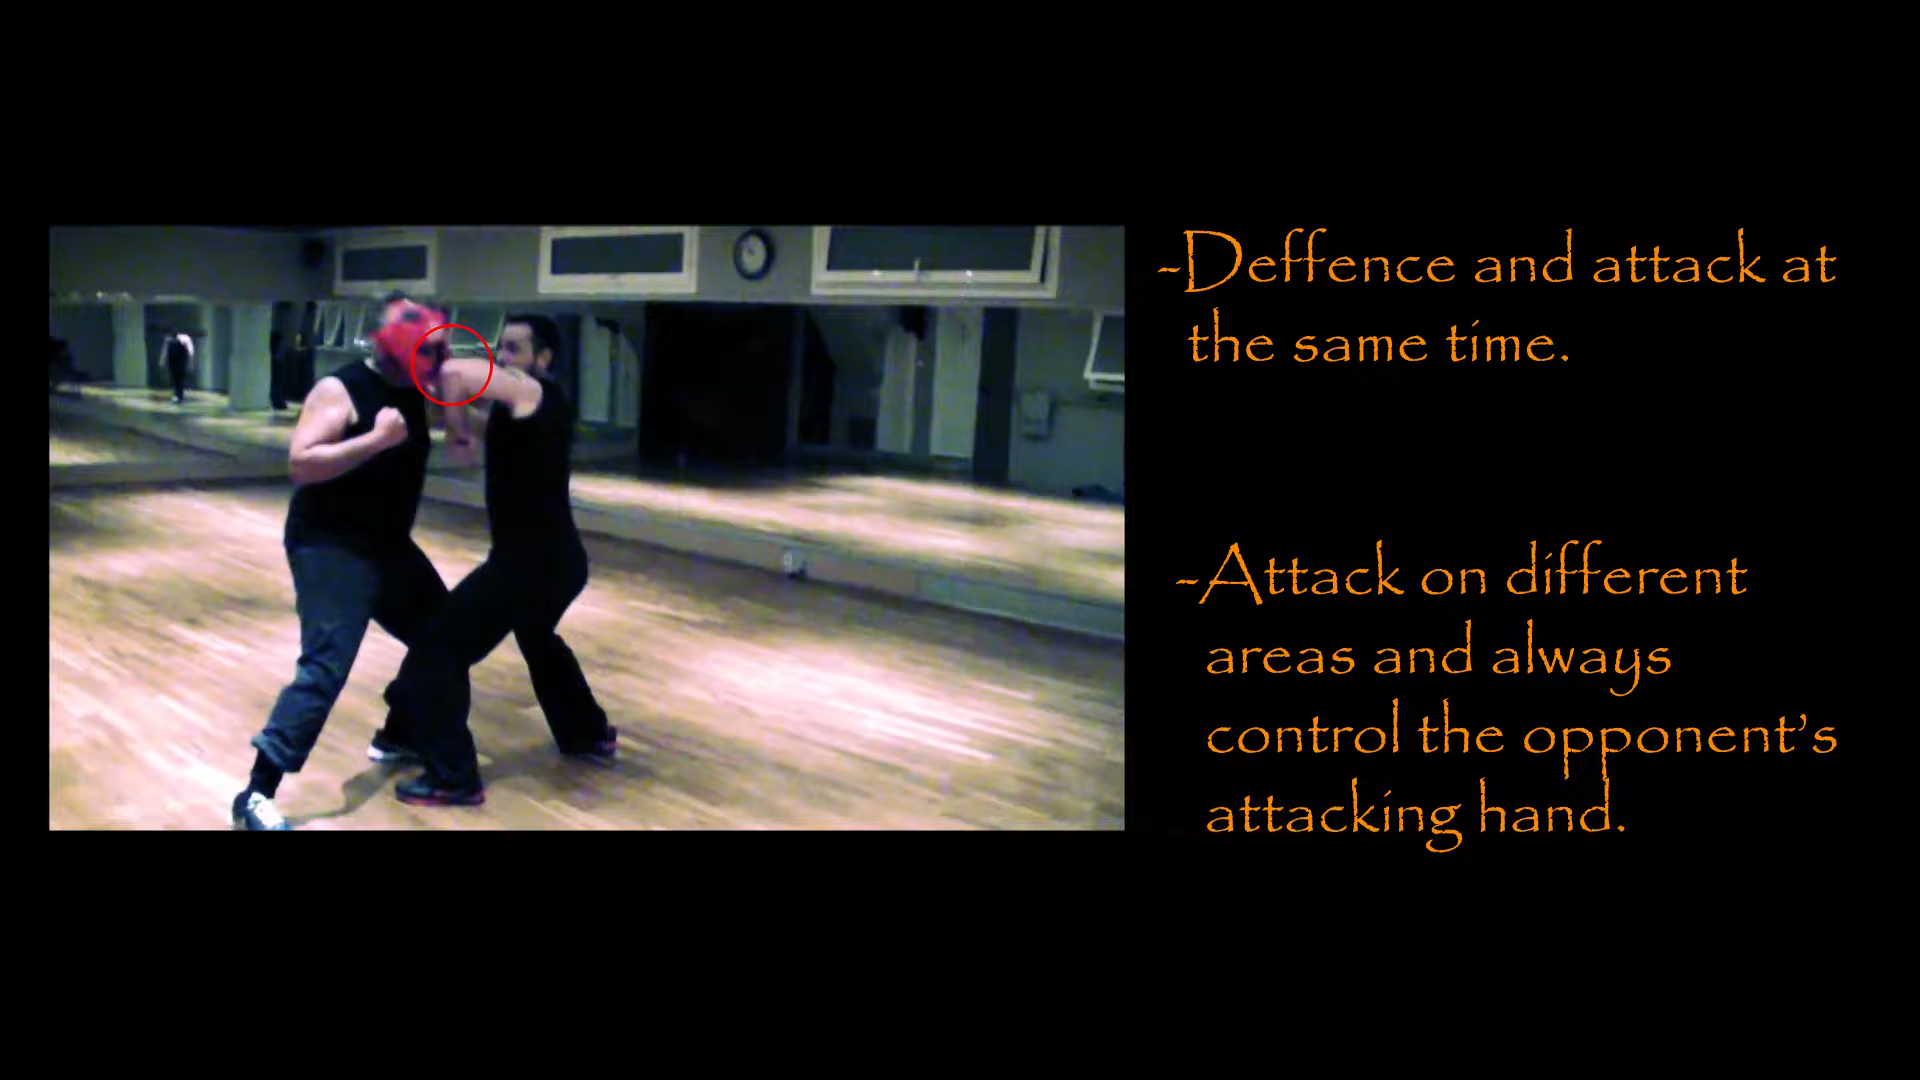 -Deffence and attack at
the same time.
-Attack on different
areas and always
control the opponent's
attacking hand.